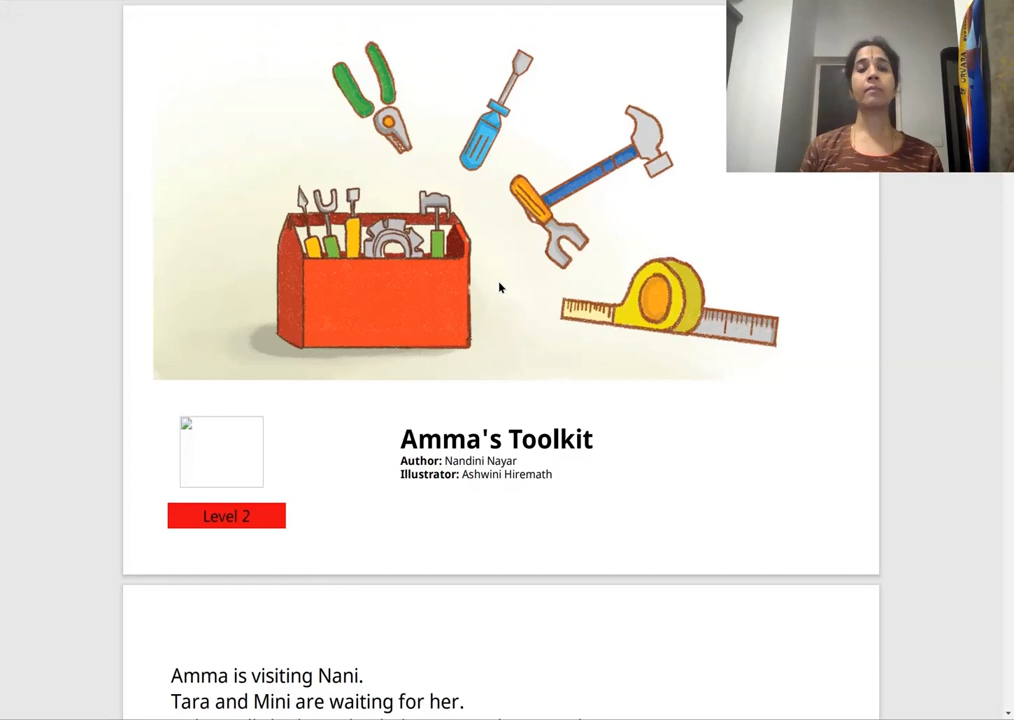 Amma's Toolkit
Author: Nandini Nayar
Illustrator: Ashwini Hiremath
Level 2
Amma is visiting Nani.
Tara and Mini are waiting for her.